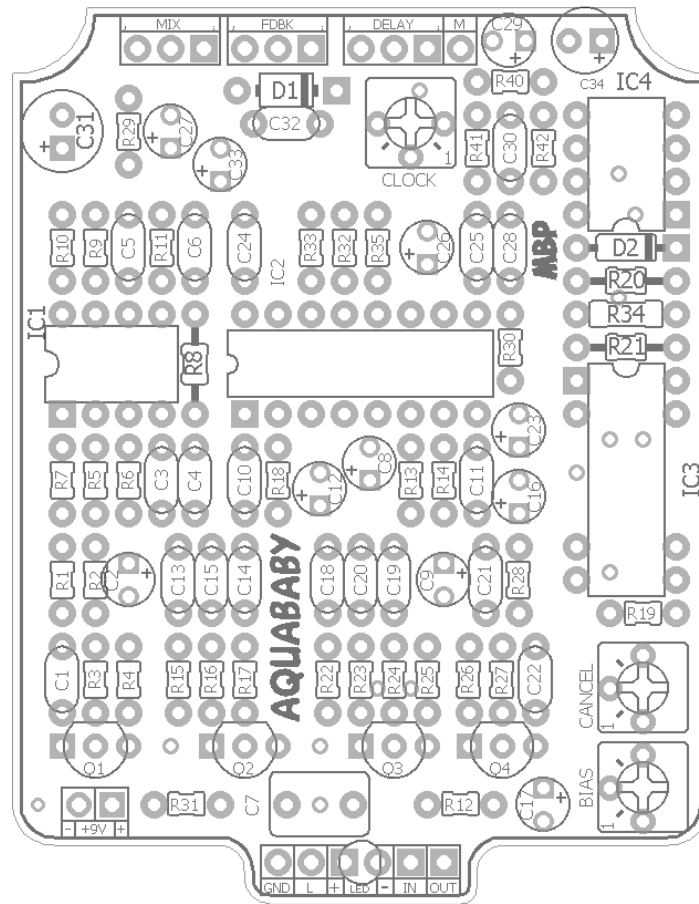 MIX FDBK DELAY M C29
C34
R40
IC4
D1
C31 R29 C27 C32 R41 C30 R42
C33 1
CLOCK
R10 R9 C5 R11 C6 C24 R33 R32 R35 C26 C25 C28 MBP D2
IC2
R20
IC1 R34
R8 R30 R21
C23
R7 R5 R6 C3 C4 C10 R18 C12 C8 R13 R14 C11 C16 IC3
R1 R2 C2 C13 C15 C14 C18 C20 C19 C9 C21 R28
AQUABABY
R19
C1 R3 R4 R15 R16 R17 R22 R23 R24 R25 R26 R27 C22 CANCEL
1
Q1 Q2 Q3 Q4
BIAS
R31 C7 R12 C17
1
- +9V +
GND L + LED - IN OUT